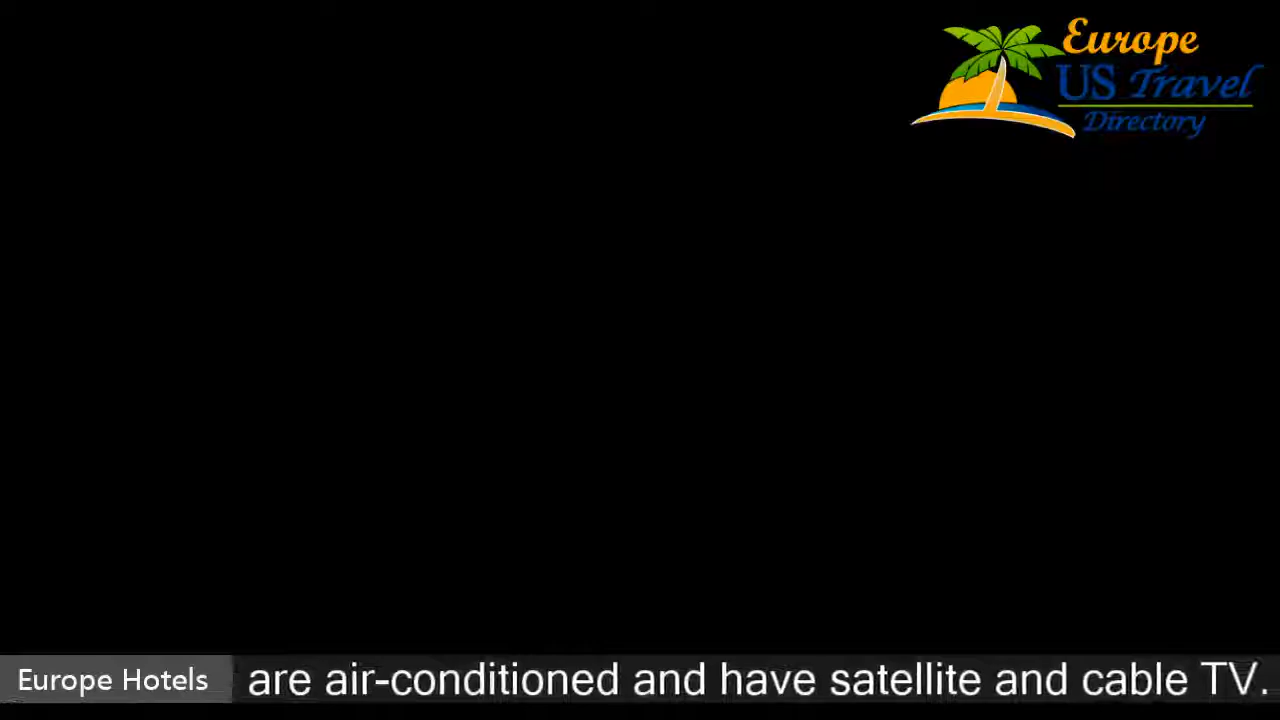 Europe
US Travel
Directory
Europe Hotels are air-conditioned and have satellite and cable TV.